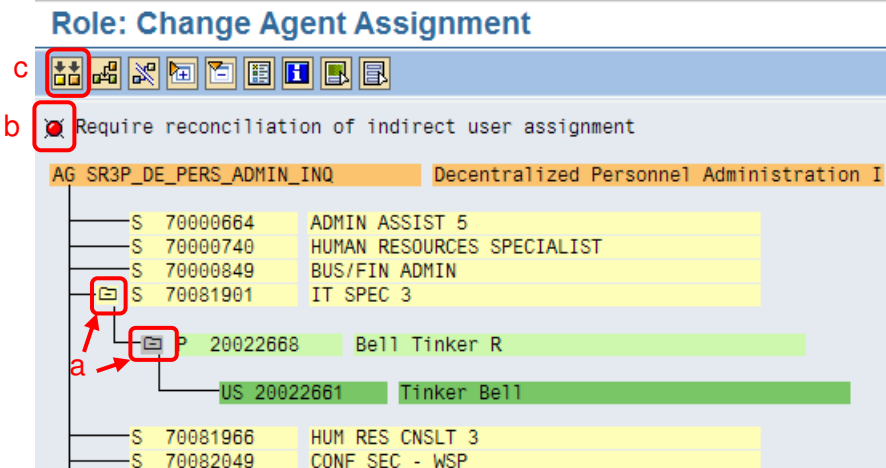 Role: Change Agent Assignment
c
b Require reconciliation of indirect user assignment
AG SR3P_DE_PERS_ADMIN_INQ Decentralized Personnel Administration I
S 70000664 ADMIN ASSIST 5
S 70000740 HUMAN RESOURCES SPECIALIST
S 70000849 BUS/FIN ADMIN
S 70081901 IT SPEC 3
P 20022668 Bell Tinker R
a
US 20022661 Tinker Bell
S 70081966 HUM RES CNSLT 3
S 70082049 CONF SEC - WSP